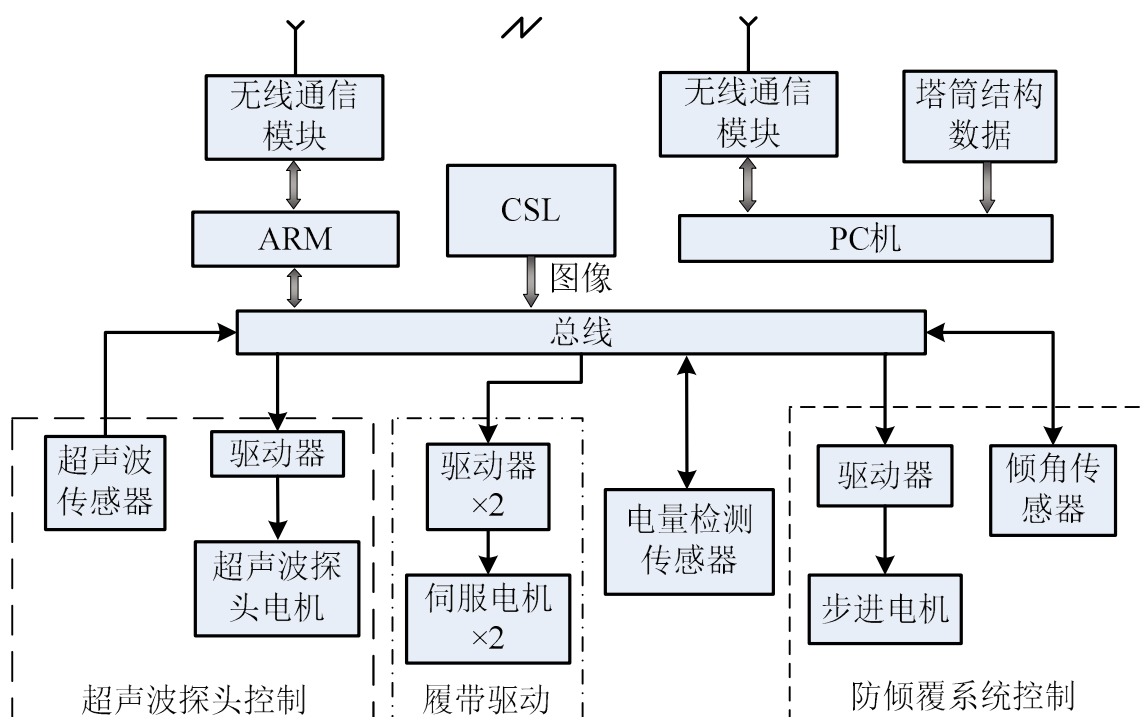 无线通信
模块
无线通信
模块
塔筒结构
数据
CSL
ARM
PC机
图像
总线
超声波
传感器
驱动器
超声波探
头电机
超声波探头控制
驱动器
×2
伺服电机
×2
履带驱动
电量检测
传感器
驱动器
步进电机
倾角传
感器
防倾覆系统控制